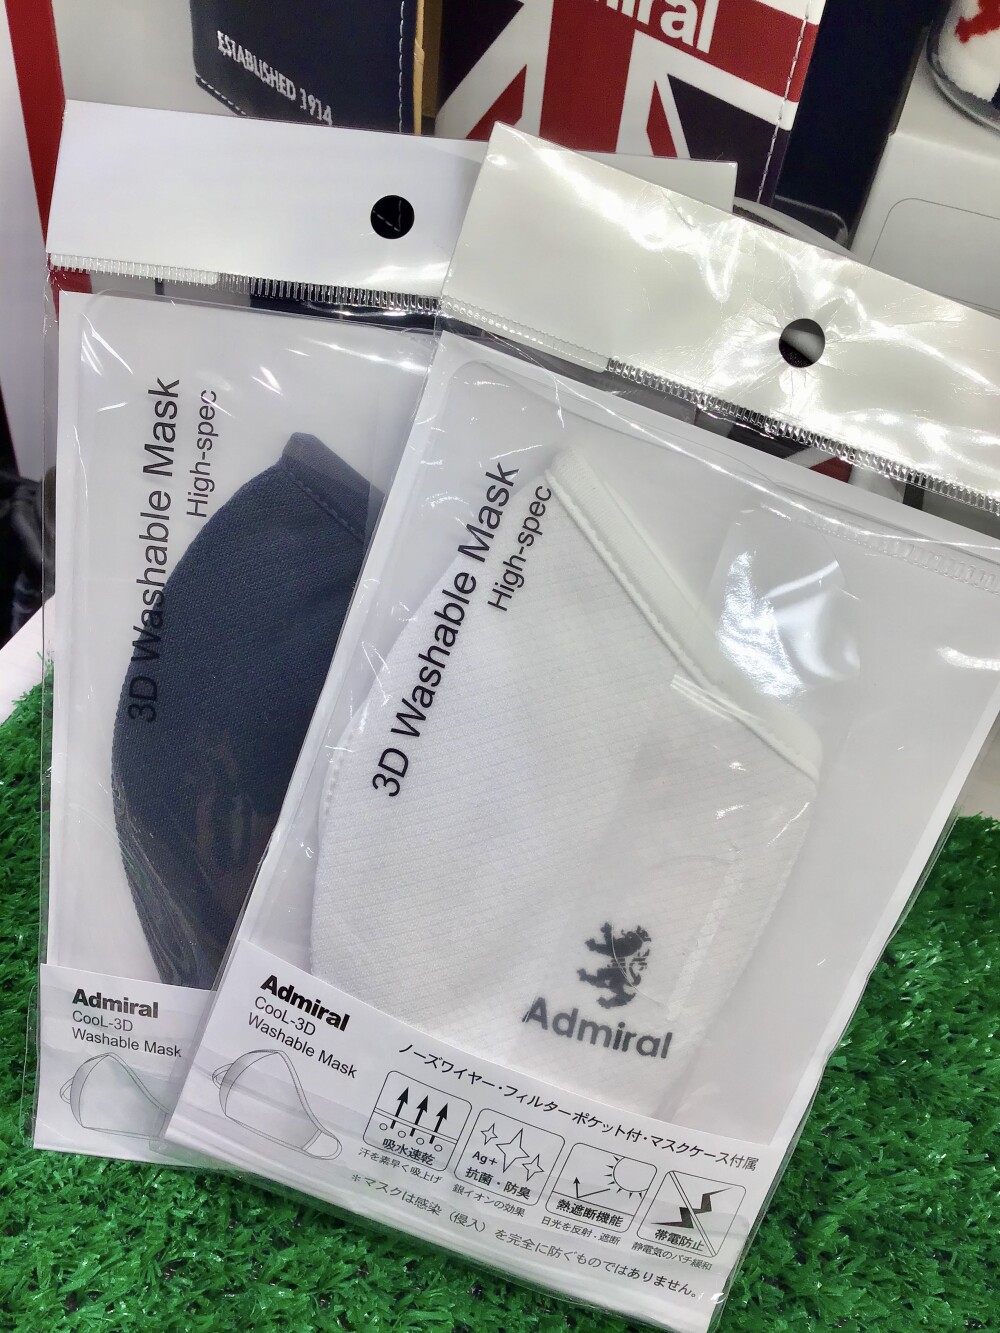 ESTABLISHED 1914
3D Washable Mask
High-spec
Admiral
CooL-3D
Washable Mask
3D Washable Mask
High-spec
Admiral
Admiral
CooL-3D
Washable Mask
ノーズワイヤー・フィルターポケット付・マスクケース付属
吸水速乾
汗を素早く吸上げ
Ag+
抗菌・防臭
銀イオンの効果
熱遮断機能
日光を反射・遮断
帯電防止
静電気のパチ緩和
＊マスクは感染（侵入）を完全に防ぐものではありません。